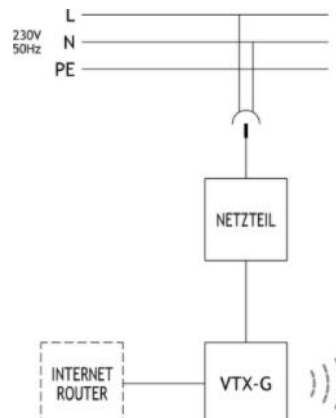 L
230V
50Hz
N
PE
NETZTEIL
INTERNET
ROUTER
VTX-G